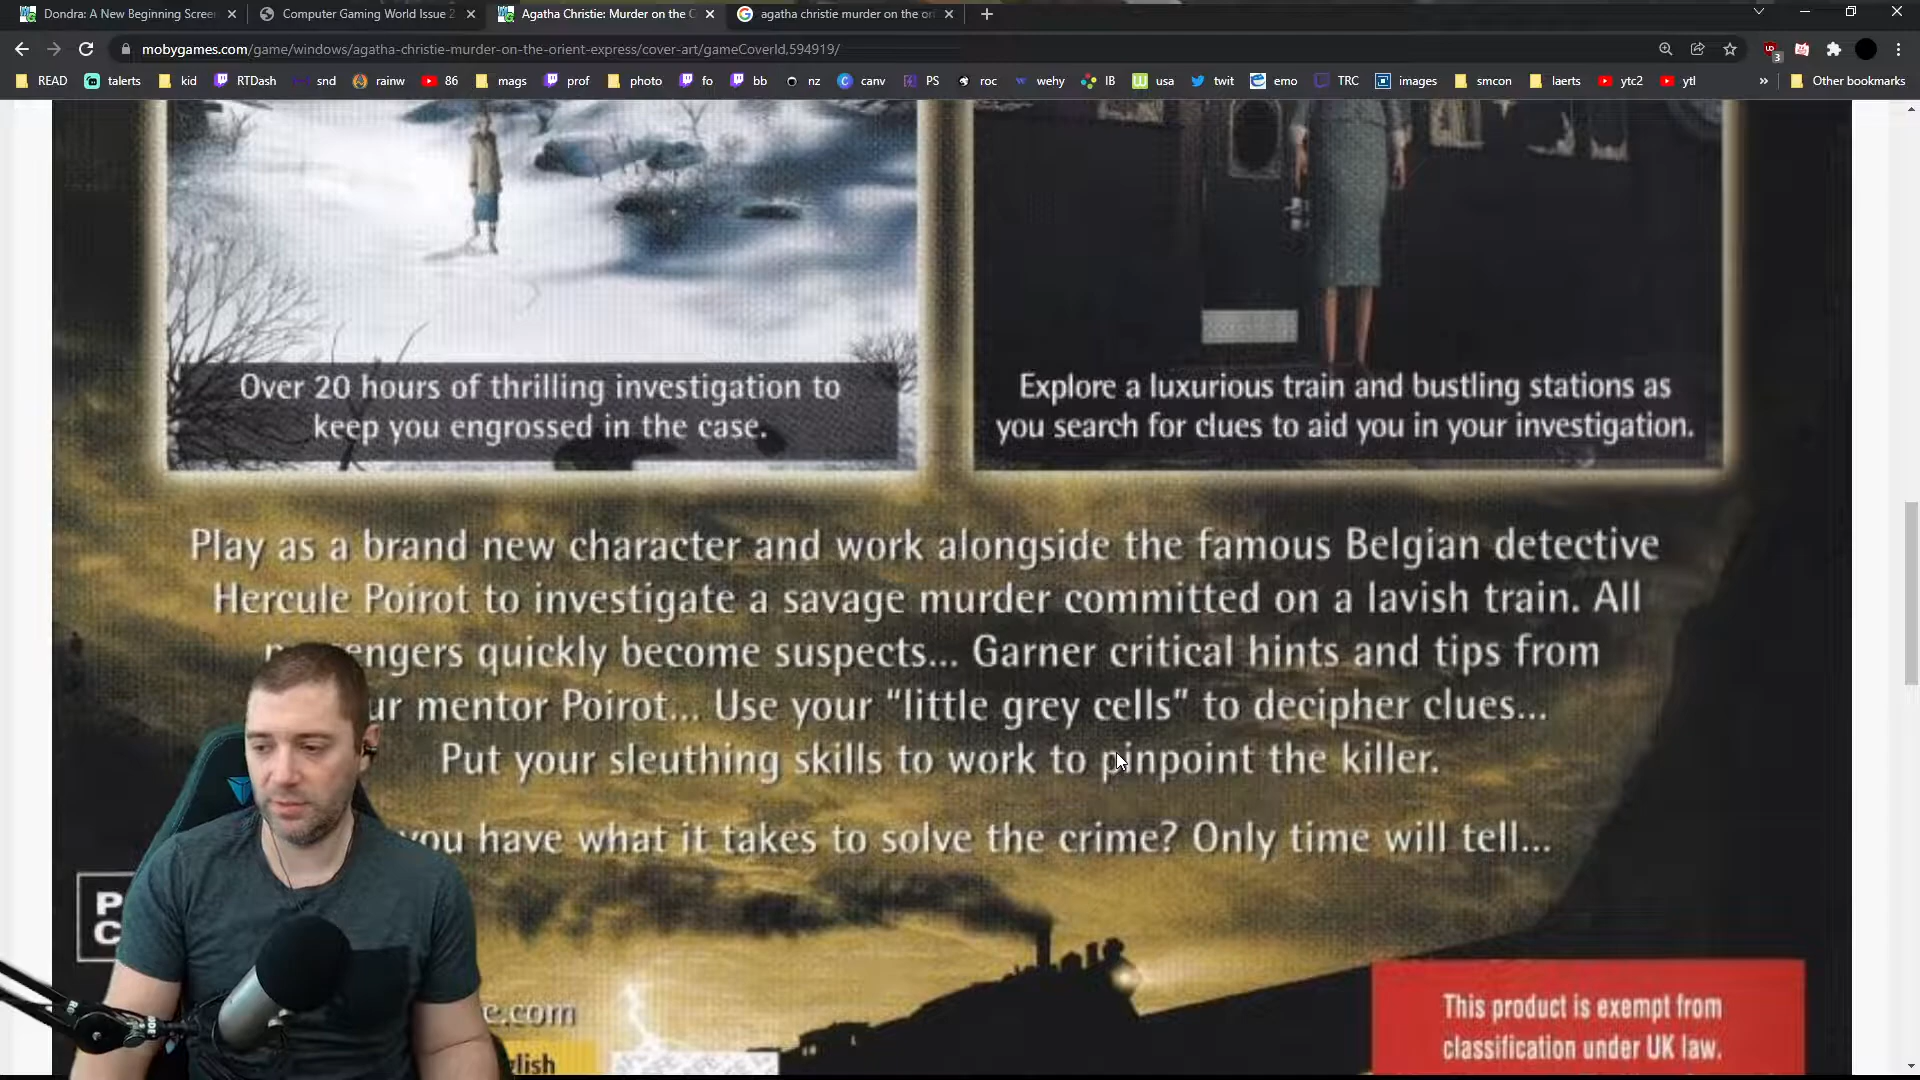 Dondra: A New Beginning Screen
Computer Gaming World Issue 2
Agatha Christie: Murder on the O
agatha christie murder on the ori
mobygames.com/game/windows/agatha-christie-murder-on-the-orient-express/cover-art/gameCoverId,594919/
READ talerts kid RTDash snd rainw 86 mags prof photo fo bb nz canv PS roc wehy IB usa twit emo TRC images smcon laerts ytc2 ytl » Other bookmarks
Over 20 hours of thrilling investigation to
keep you engrossed in the case.
Explore a luxurious train and bustling stations as
you search for clues to aid you in your investigation.
Play as a brand new character and work alongside the famous Belgian detective
Hercule Poirot to investigate a savage murder committed on a lavish train. All
quickly become suspects... Garner critical hints and tips from
mentor Poirot... Use your "little grey cells" to decipher clues...
Put your sleuthing skills to work to pinpoint the killer.
you have what it takes to solve the crime? Only time will tell...
P
C
e.com
glish
This product is exempt from
classification under UK law.